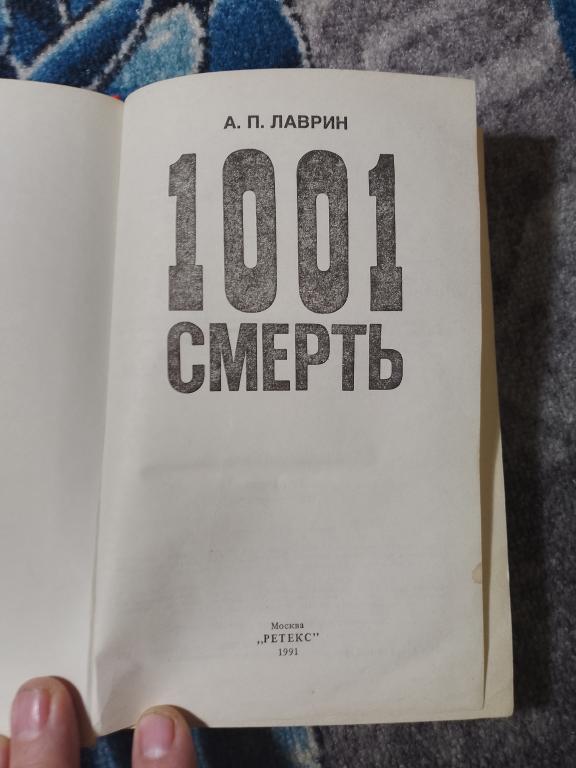 А. П. ЛАВРИН
1001
СМЕРТЬ
Москва
„РЕТЕКС"
1991